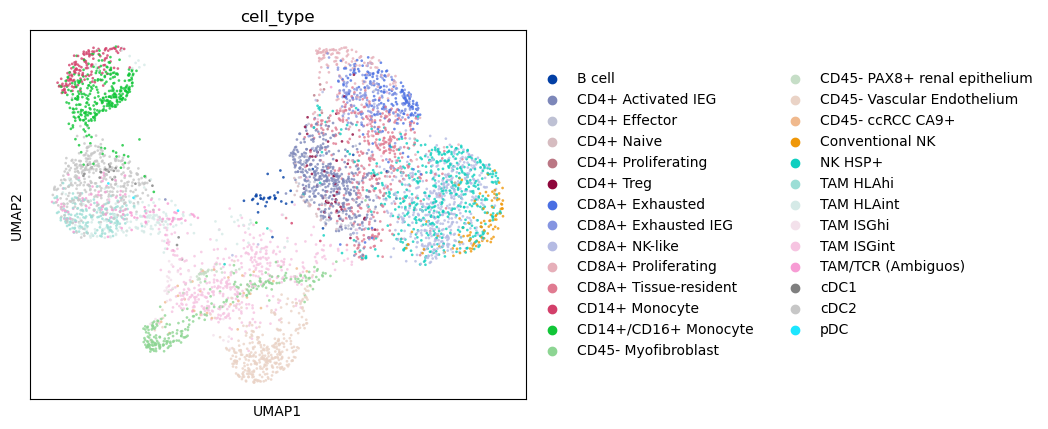 cell_type
UMAP2
UMAP1
B cell
CD4+ Activated IEG
CD4+ Effector
CD4+ Naive
CD4+ Proliferating
CD4+ Treg
CD8A+ Exhausted
CD8A+ Exhausted IEG
CD8A+ NK-like
CD8A+ Proliferating
CD8A+ Tissue-resident
CD14+ Monocyte
CD14+/CD16+ Monocyte
CD45- Myofibroblast
CD45- PAX8+ renal epithelium
CD45- Vascular Endothelium
CD45- ccRCC CA9+
Conventional NK
NK HSP+
TAM HLAhi
TAM HLAint
TAM ISGhi
TAM ISGint
TAM/TCR (Ambiguos)
cDC1
cDC2
pDC